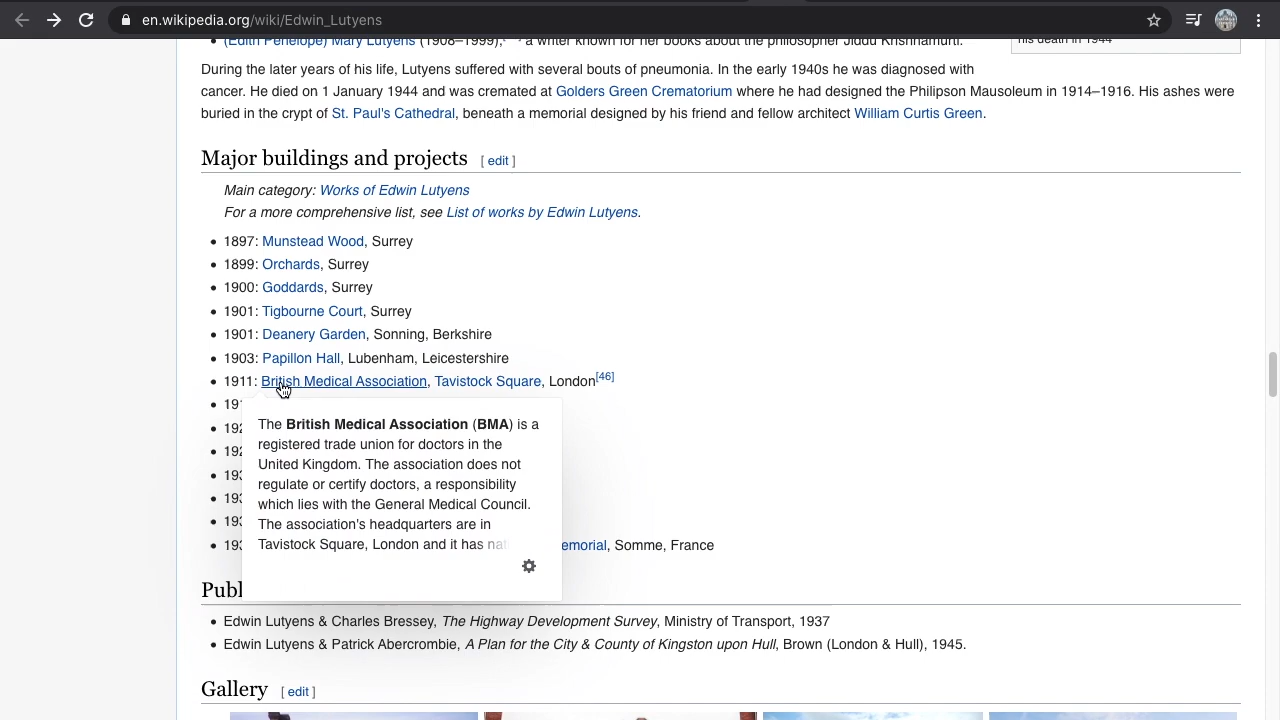 en.wikipedia.org/wiki/Edwin_Lutyens
(Edith Penelope) Mary Lutyens (1908–1999), a writer known for her books about the philosopher Jiddu Krishnamurti.
his death in 1944
During the later years of his life, Lutyens suffered with several bouts of pneumonia. In the early 1940s he was diagnosed with
cancer. He died on 1 January 1944 and was cremated at Golders Green Crematorium where he had designed the Philipson Mausoleum in 1914–1916. His ashes were
buried in the crypt of St. Paul's Cathedral, beneath a memorial designed by his friend and fellow architect William Curtis Green.
Major buildings and projects [ edit ]
Main category: Works of Edwin Lutyens
For a more comprehensive list, see List of works by Edwin Lutyens.
• 1897: Munstead Wood, Surrey
• 1899: Orchards, Surrey
• 1900: Goddards, Surrey
• 1901: Tigbourne Court, Surrey
• 1901: Deanery Garden, Sonning, Berkshire
• 1903: Papillon Hall, Lubenham, Leicestershire
• 1911: British Medical Association, Tavistock Square, London[46]
The British Medical Association (BMA) is a
registered trade union for doctors in the
United Kingdom. The association does not
regulate or certify doctors, a responsibility
which lies with the General Medical Council.
The association's headquarters are in
Tavistock Square, London and it has nat
emorial, Somme, France
Publ
• Edwin Lutyens & Charles Bressey, The Highway Development Survey, Ministry of Transport, 1937
• Edwin Lutyens & Patrick Abercrombie, A Plan for the City & County of Kingston upon Hull, Brown (London & Hull), 1945.
Gallery [ edit ]